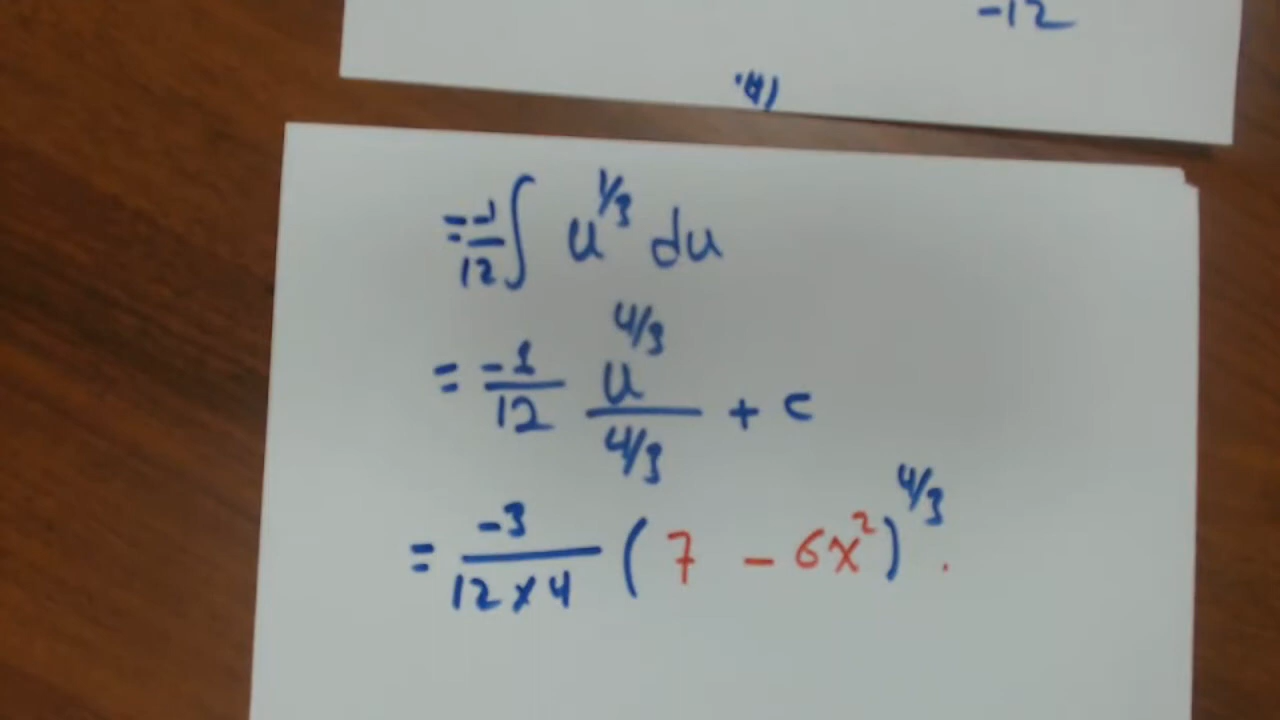 -12
= -1/12 ∫ u^1/3 du
= -1/12 u^4/3 / 4/3 + c
= -3 / 12 × 4 (7 - 6x²)^4/3 .